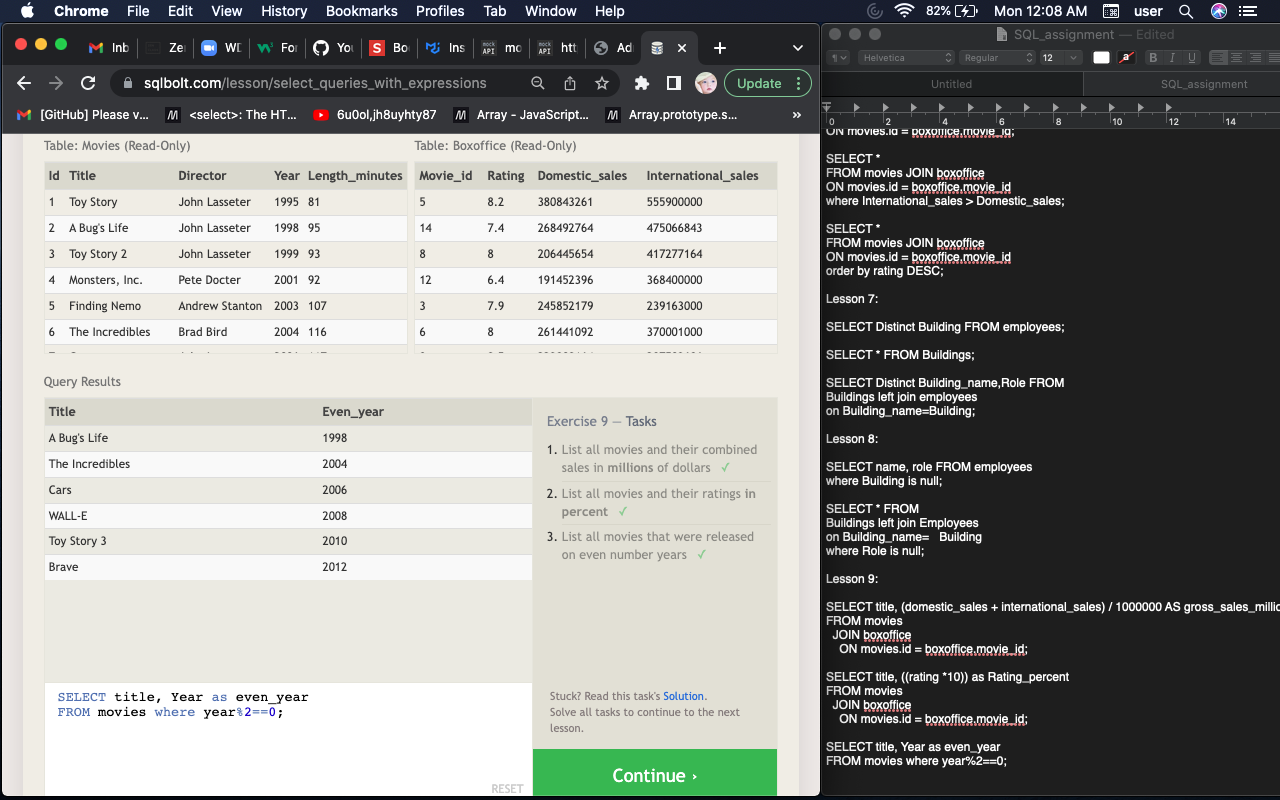 Chrome File Edit View History Bookmarks Profiles Tab Window Help
82% Mon 12:08 AM user
Inb Ze WD For You S Bo Ins mock API mo mock API htt Ad
sqlbolt.com/lesson/select_queries_with_expressions
Update
[GitHub] Please v... <select>: The HT... 6u0ol,jh8uyhty87 Array - JavaScript... Array.prototype.s... »
Table: Movies (Read-Only)
Id Title Director Year Length_minutes
1 Toy Story John Lasseter 1995 81
2 A Bug's Life John Lasseter 1998 95
3 Toy Story 2 John Lasseter 1999 93
4 Monsters, Inc. Pete Docter 2001 92
5 Finding Nemo Andrew Stanton 2003 107
6 The Incredibles Brad Bird 2004 116
Table: Boxoffice (Read-Only)
Movie_id Rating Domestic_sales International_sales
5 8.2 380843261 555900000
14 7.4 268492764 475066843
8 8 206445654 417277164
12 6.4 191452396 368400000
3 7.9 245852179 239163000
6 8 261441092 370001000
Query Results
Title Even_year
A Bug's Life 1998
The Incredibles 2004
Cars 2006
WALL-E 2008
Toy Story 3 2010
Brave 2012
Exercise 9 — Tasks
1. List all movies and their combined
sales in millions of dollars ✓
2. List all movies and their ratings in
percent ✓
3. List all movies that were released
on even number years ✓
SELECT title, Year as even_year
FROM movies where year%2==0;
RESET
Stuck? Read this task's Solution.
Solve all tasks to continue to the next
lesson.
Continue ›
SQL_assignment — Edited
¶ Helvetica Regular 12 a B I U
Untitled SQL_assignment
0 2 4 6 8 10 12 14
ON movies.id = boxoffice.movie_id;
SELECT *
FROM movies JOIN boxoffice
ON movies.id = boxoffice.movie_id
where International_sales > Domestic_sales;
SELECT *
FROM movies JOIN boxoffice
ON movies.id = boxoffice.movie_id
order by rating DESC;
Lesson 7:
SELECT Distinct Building FROM employees;
SELECT * FROM Buildings;
SELECT Distinct Building_name,Role FROM
Buildings left join employees
on Building_name=Building;
Lesson 8:
SELECT name, role FROM employees
where Building is null;
SELECT * FROM
Buildings left join Employees
on Building_name= Building
where Role is null;
Lesson 9:
SELECT title, (domestic_sales + international_sales) / 1000000 AS gross_sales_millio
FROM movies
JOIN boxoffice
ON movies.id = boxoffice.movie_id;
SELECT title, ((rating *10)) as Rating_percent
FROM movies
JOIN boxoffice
ON movies.id = boxoffice.movie_id;
SELECT title, Year as even_year
FROM movies where year%2==0;